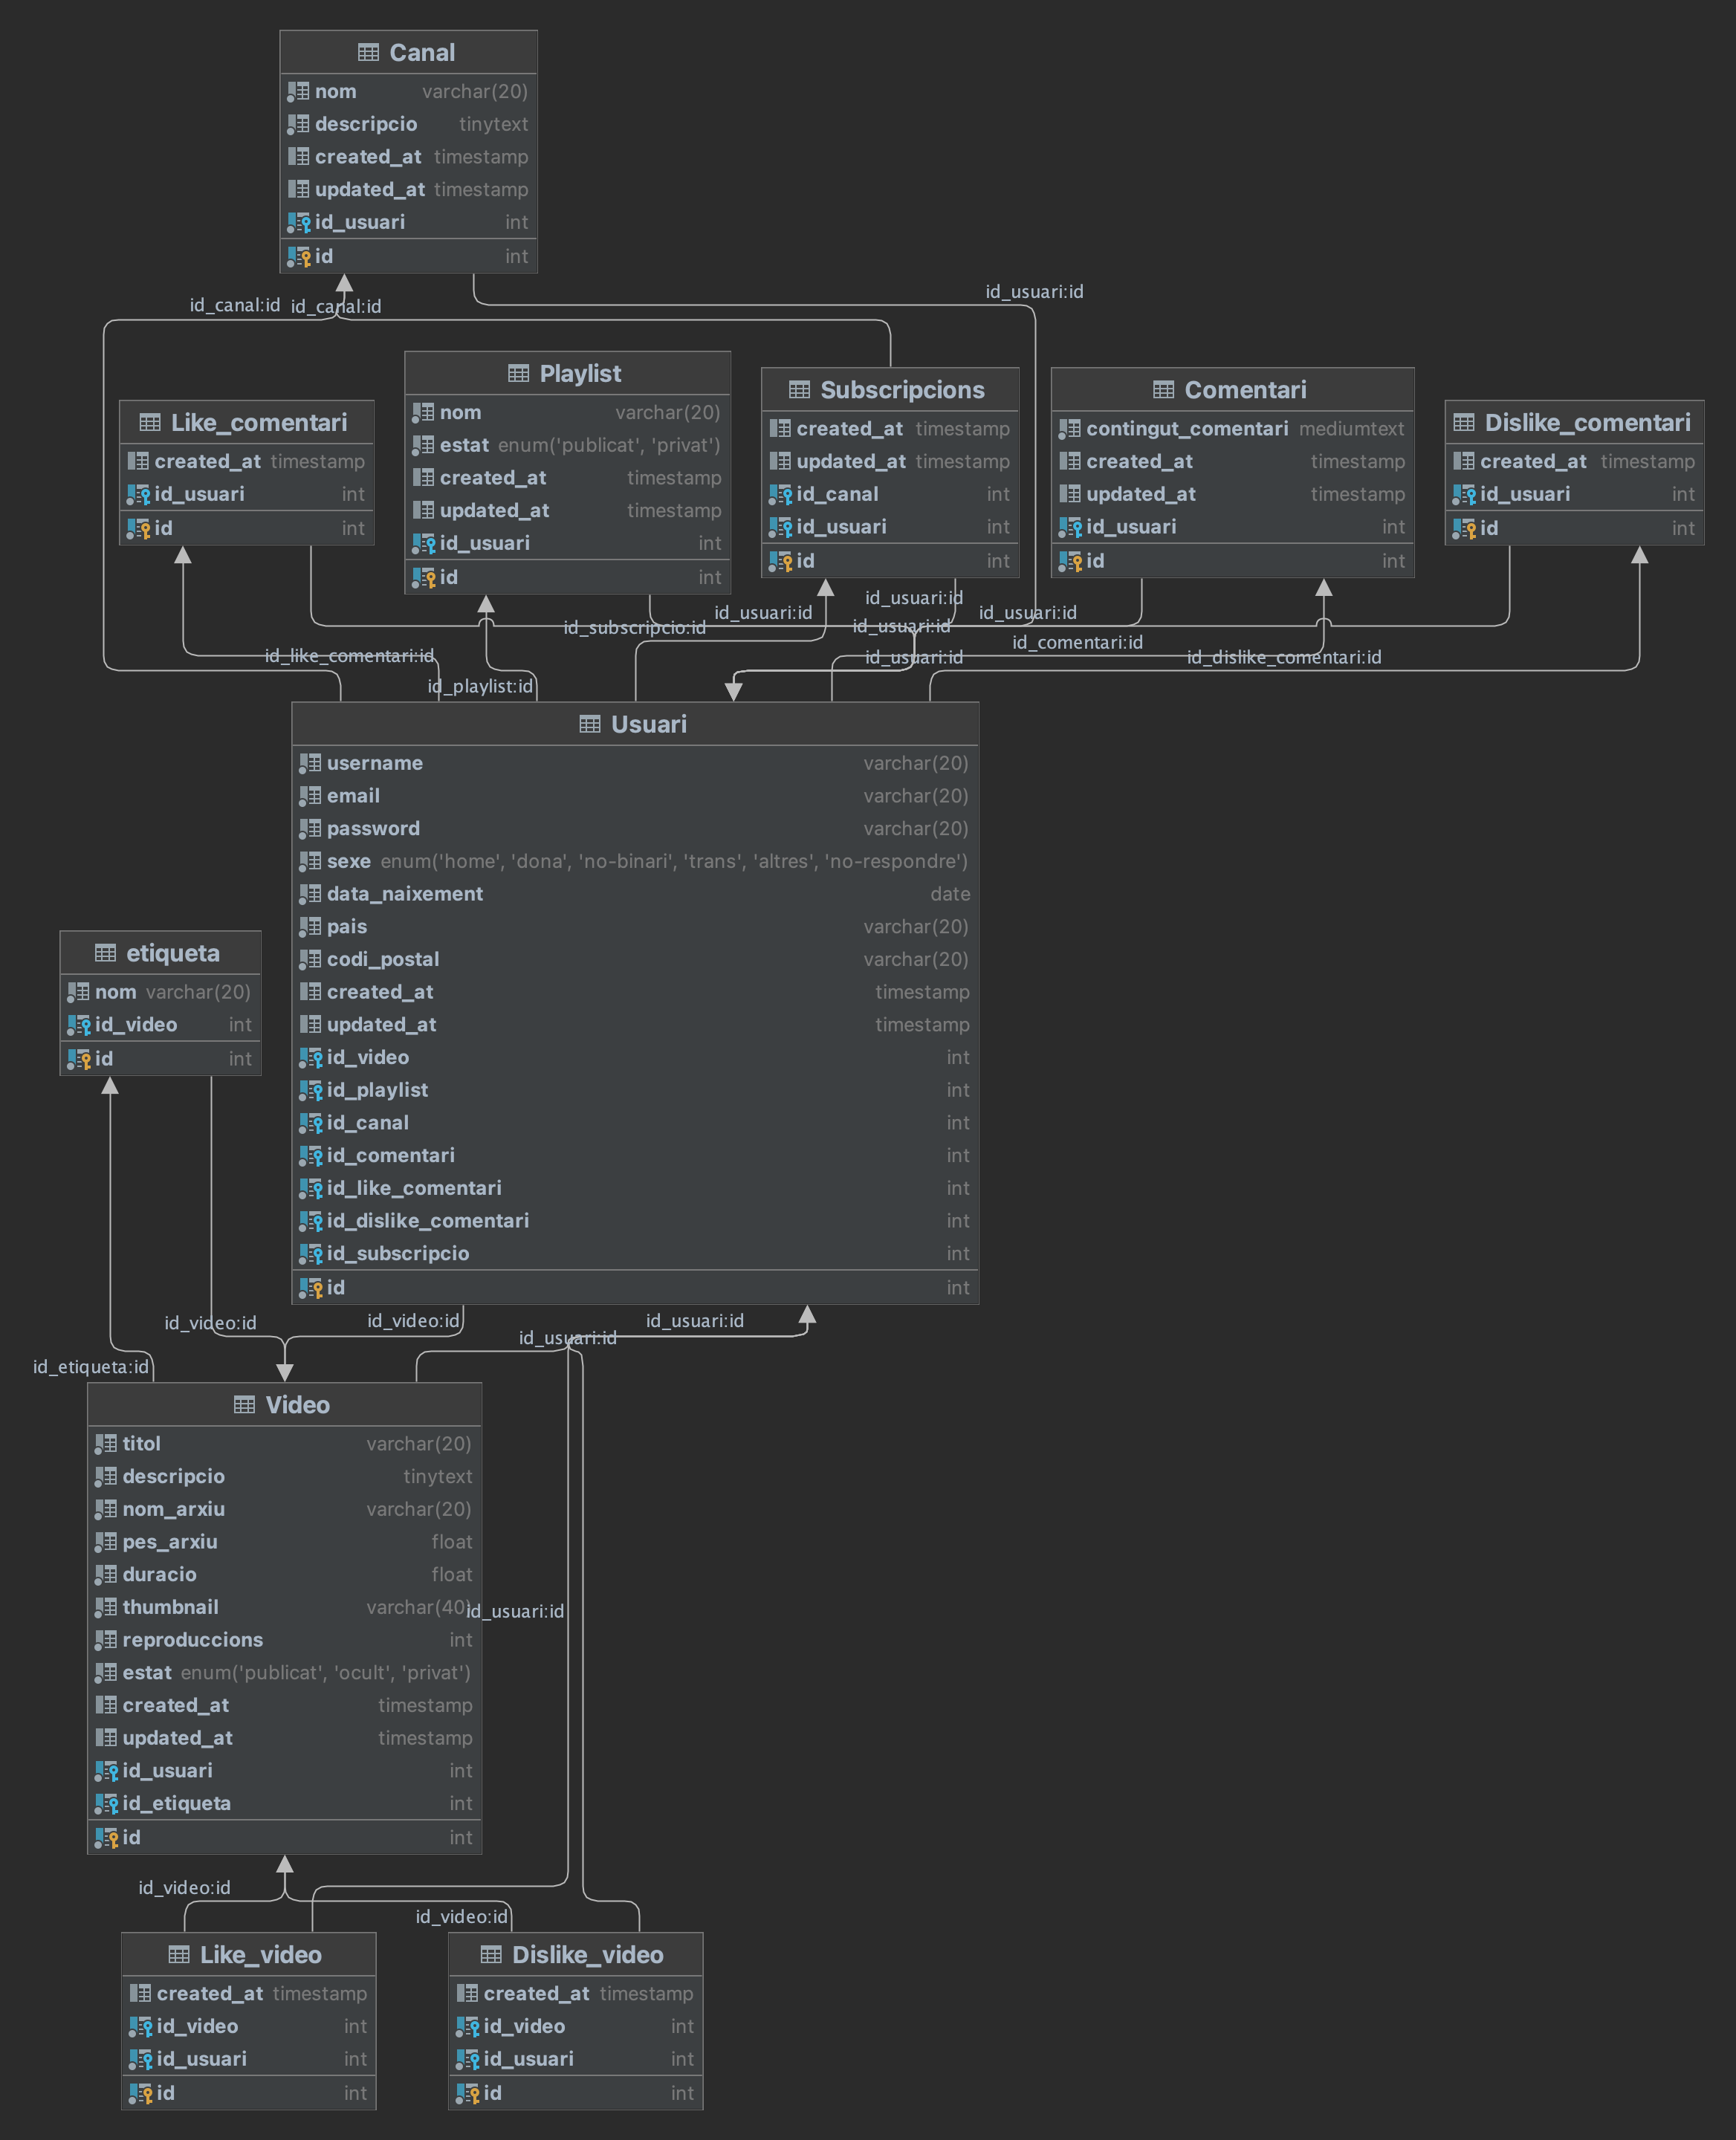 Canal
nom varchar(20)
descripcio tinytext
created_at timestamp
updated_at timestamp
id_usuari int
id int
id_canal:id
id_canal:id
id_usuari:id
Like_comentari
created_at timestamp
id_usuari int
id int
Playlist
nom varchar(20)
estat enum('publicat', 'privat')
created_at timestamp
updated_at timestamp
id_usuari int
id int
Subscripcions
created_at timestamp
updated_at timestamp
id_canal int
id_usuari int
id int
Comentari
contingut_comentari mediumtext
created_at timestamp
updated_at timestamp
id_usuari int
id int
Dislike_comentari
created_at timestamp
id_usuari int
id int
id_usuari:id
id_usuari:id
id_usuari:id
id_subscripcio:id
id_usuari:id
id_comentari:id
id_like_comentari:id
id_usuari:id
id_dislike_comentari:id
id_playlist:id
Usuari
username varchar(20)
email varchar(20)
password varchar(20)
sexe enum('home', 'dona', 'no-binari', 'trans', 'altres', 'no-respondre')
data_naixement date
pais varchar(20)
codi_postal varchar(20)
created_at timestamp
updated_at timestamp
id_video int
id_playlist int
id_canal int
id_comentari int
id_like_comentari int
id_dislike_comentari int
id_subscripcio int
id int
etiqueta
nom varchar(20)
id_video int
id int
id_video:id
id_video:id
id_usuari:id
id_usuari:id
id_etiqueta:id
Video
titol varchar(20)
descripcio tinytext
nom_arxiu varchar(20)
pes_arxiu float
duracio float
thumbnail varchar(40)
id_usuari:id
reproduccions int
estat enum('publicat', 'ocult', 'privat')
created_at timestamp
updated_at timestamp
id_usuari int
id_etiqueta int
id int
id_video:id
id_video:id
Like_video
created_at timestamp
id_video int
id_usuari int
id int
Dislike_video
created_at timestamp
id_video int
id_usuari int
id int